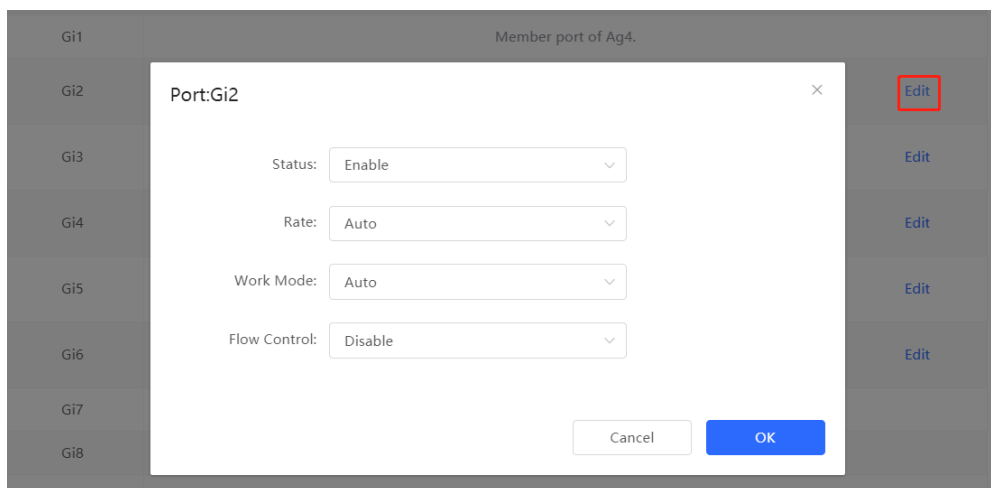 Gi1 Member port of Ag4.
Gi2 Edit
Port:Gi2
Gi3 Edit
Status: Enable
Gi4 Edit
Rate: Auto
Gi5 Edit
Work Mode: Auto
Gi6 Edit
Flow Control: Disable
Gi7
Gi8
Cancel OK